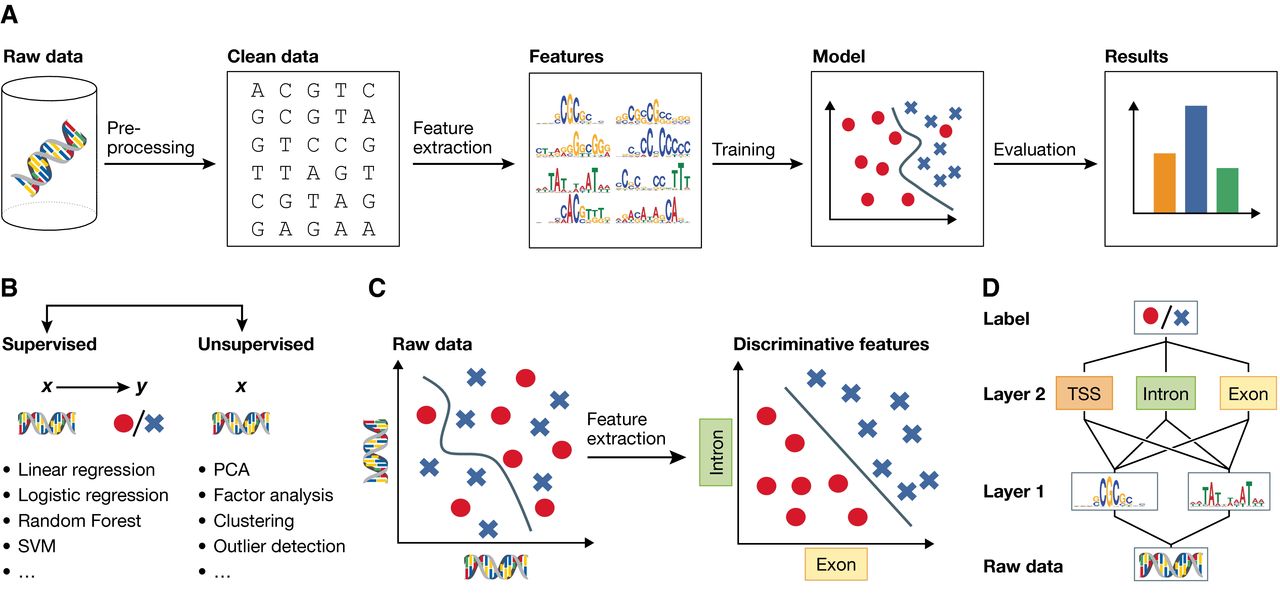 A
Raw data
Clean data
Features
Model
Results
Pre-
processing
A C G T C
G C G T A
G T C C G
T T A G T
C G T A G
G A G A A
Feature
extraction
Training
Evaluation
B
Supervised
Unsupervised
x
y
x
• Linear regression
• Logistic regression
• Random Forest
• SVM
• ...
• PCA
• Factor analysis
• Clustering
• Outlier detection
• ...
C
Raw data
Feature
extraction
Discriminative features
Intron
Exon
D
Label
Layer 2
TSS
Intron
Exon
Layer 1
Raw data